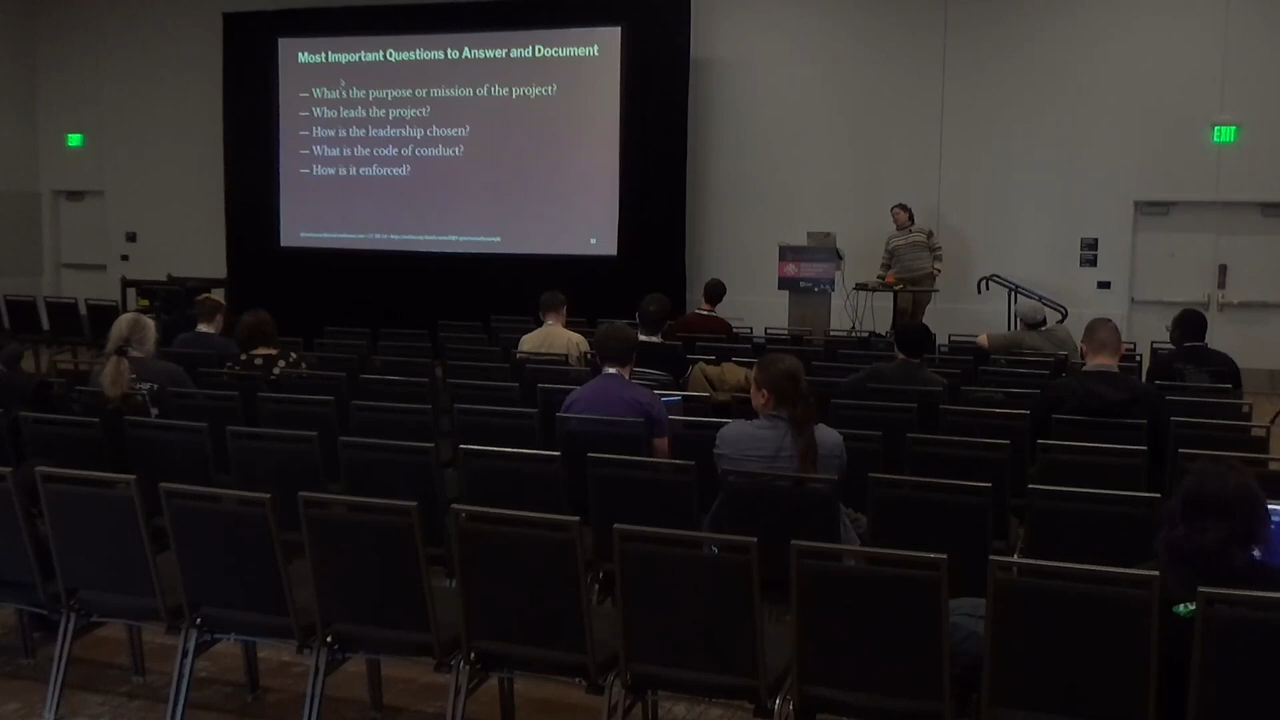 Most Important Questions to Answer and Document
— What's the purpose or mission of the project?
— Who leads the project?
— How is the leadership chosen?
— What is the code of conduct?
— How is it enforced?
EXIT
EXIT